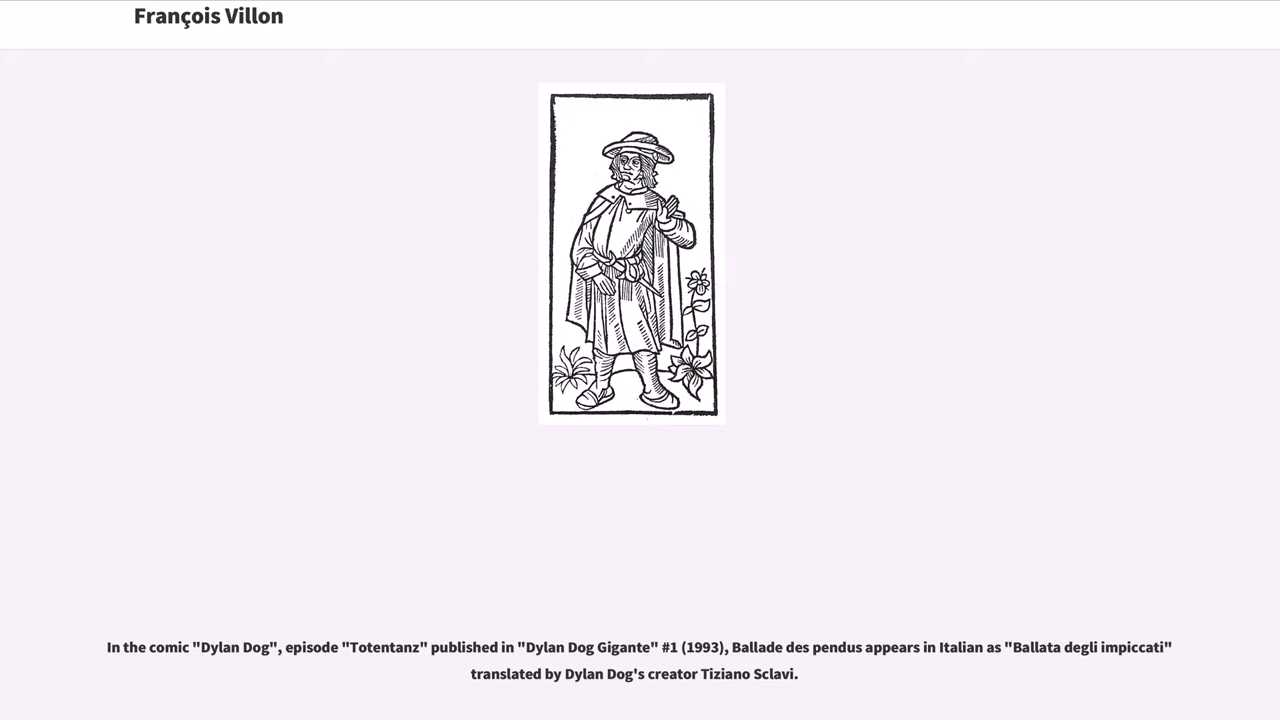 François Villon
In the comic "Dylan Dog", episode "Totentanz" published in "Dylan Dog Gigante" #1 (1993), Ballade des pendus appears in Italian as "Ballata degli impiccati"
translated by Dylan Dog's creator Tiziano Sclavi.